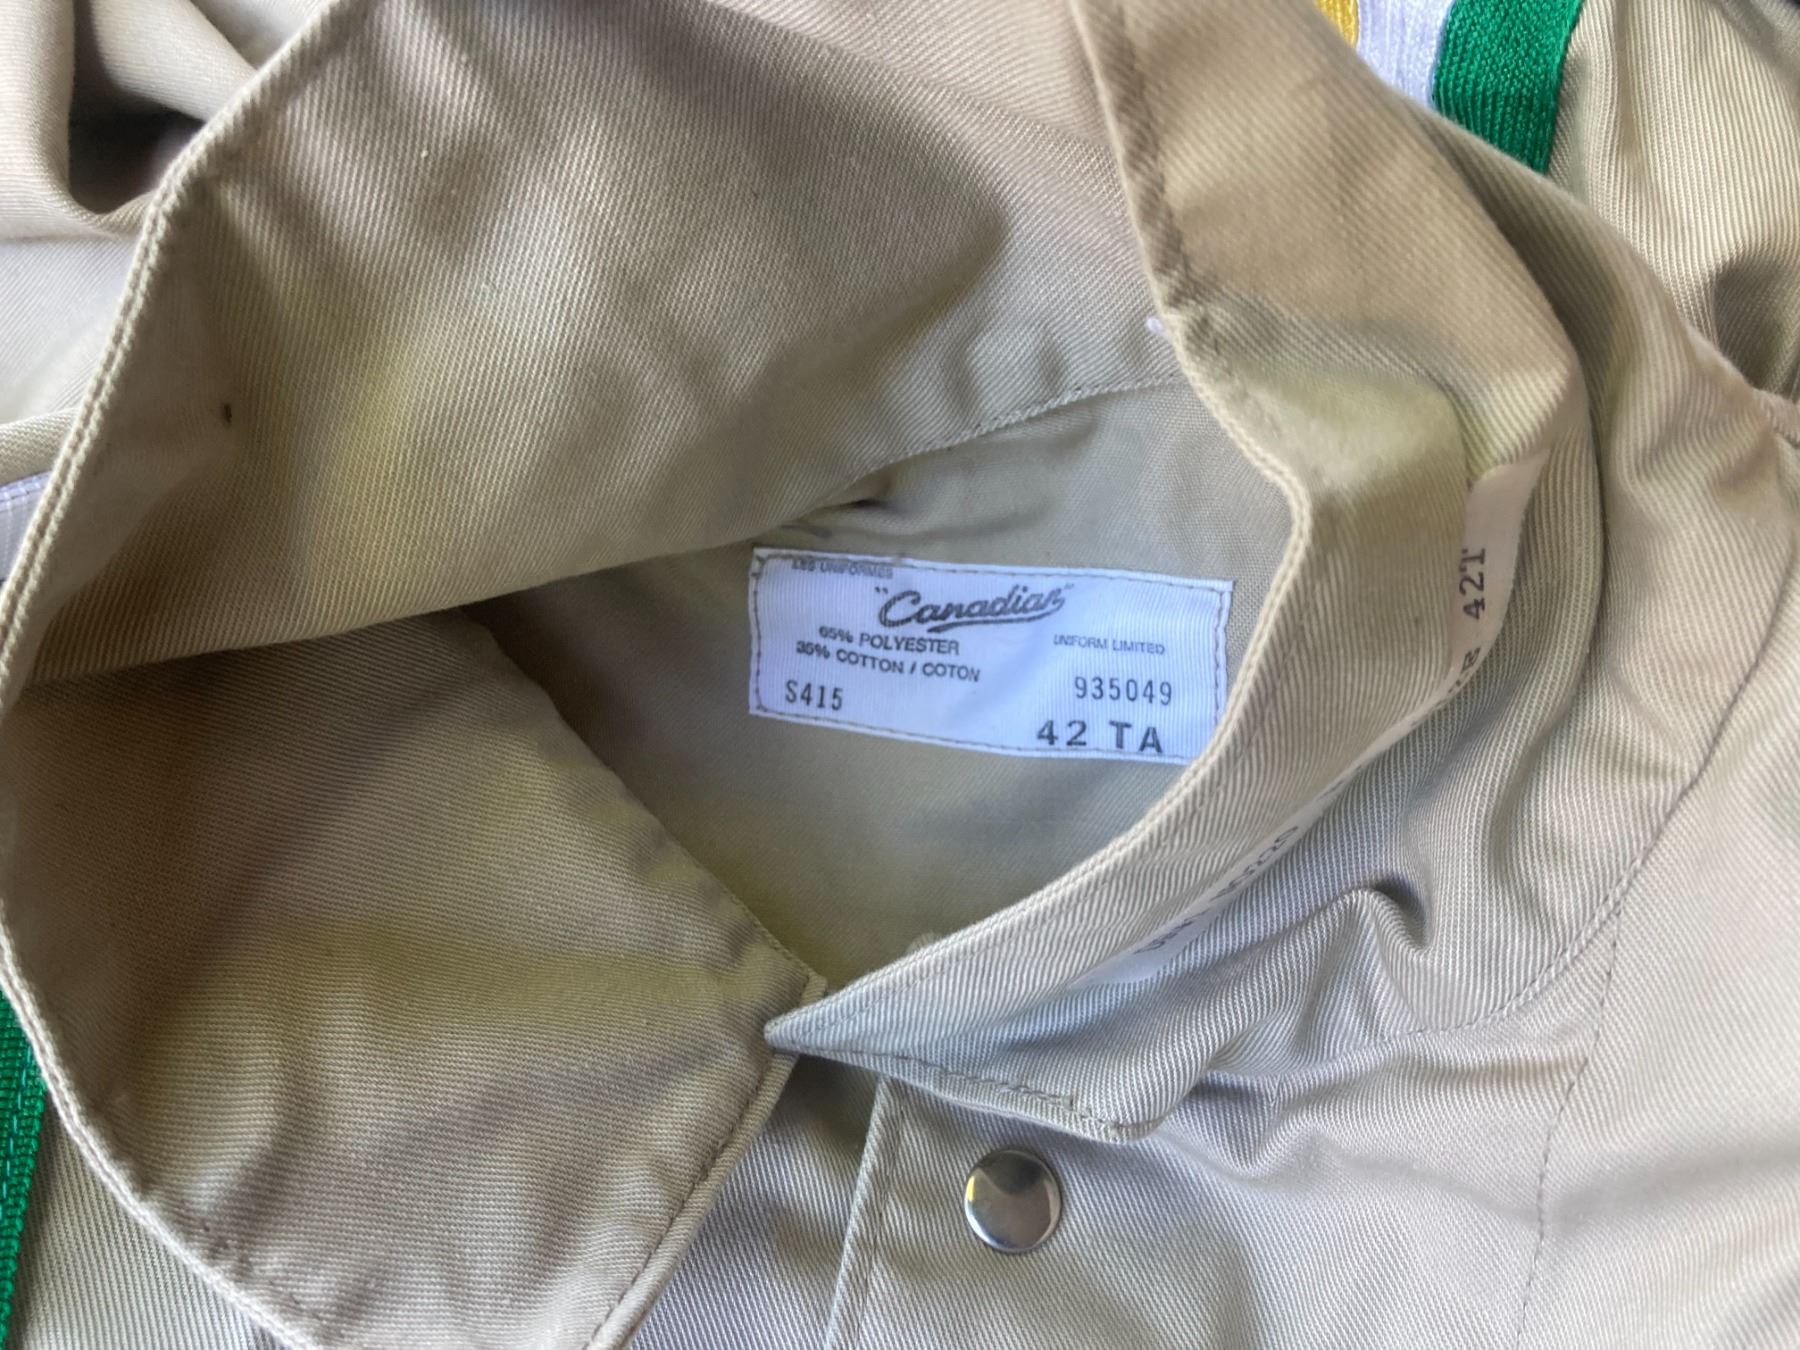 LES UNIFORMES
"Canadian"
65% POLYESTER UNIFORM LIMITED
35% COTTON / COTON
S415 935049
42 TA
42T